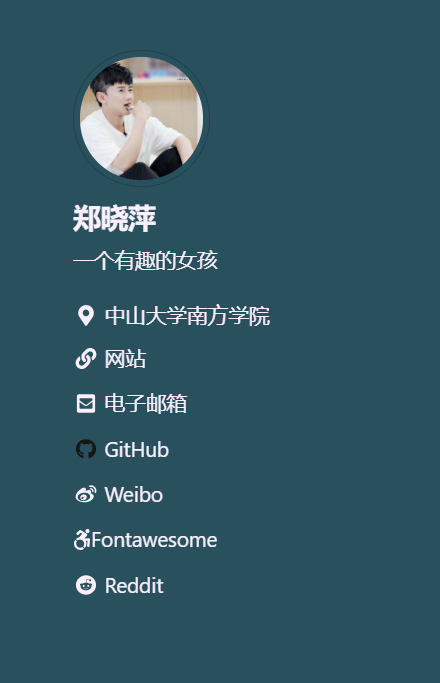 郑晓萍
一个有趣的女孩
中山大学南方学院
网站
电子邮箱
GitHub
Weibo
Fontawesome
Reddit